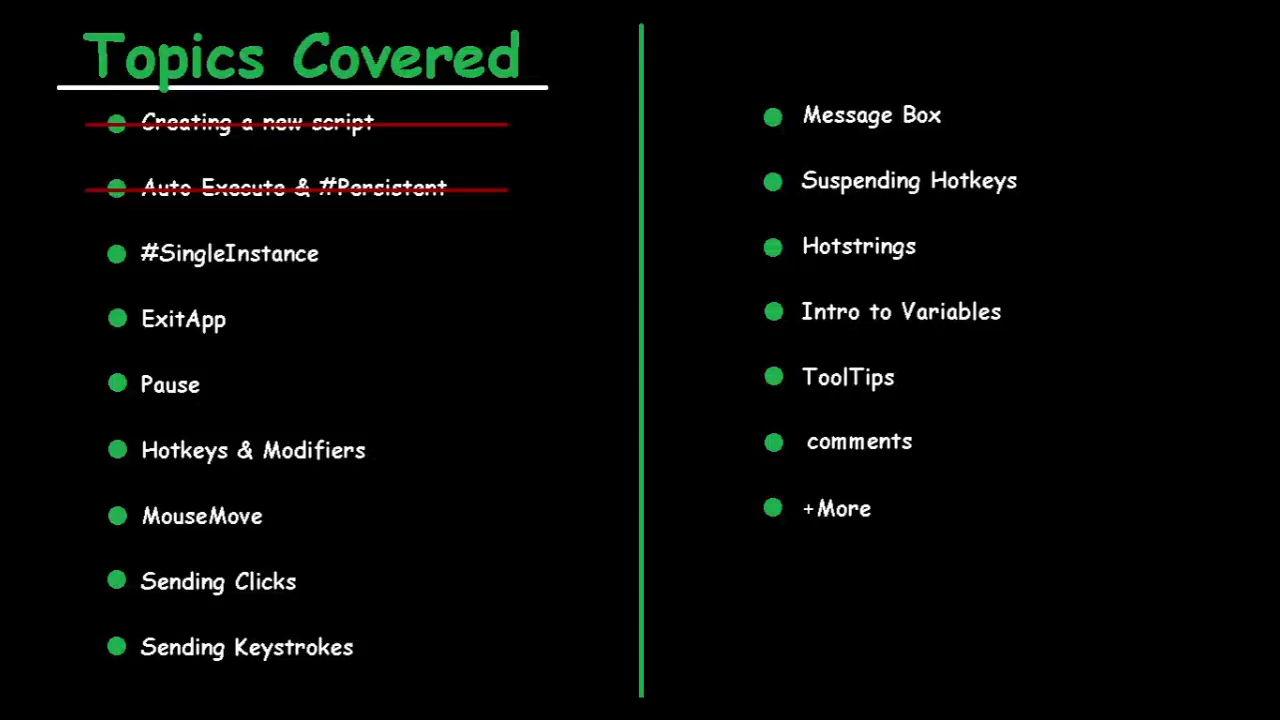 Topics Covered
Creating a new script
Auto Execute & #Persistent
#SingleInstance
ExitApp
Pause
Hotkeys & Modifiers
MouseMove
Sending Clicks
Sending Keystrokes
Message Box
Suspending Hotkeys
Hotstrings
Intro to Variables
ToolTips
comments
+More